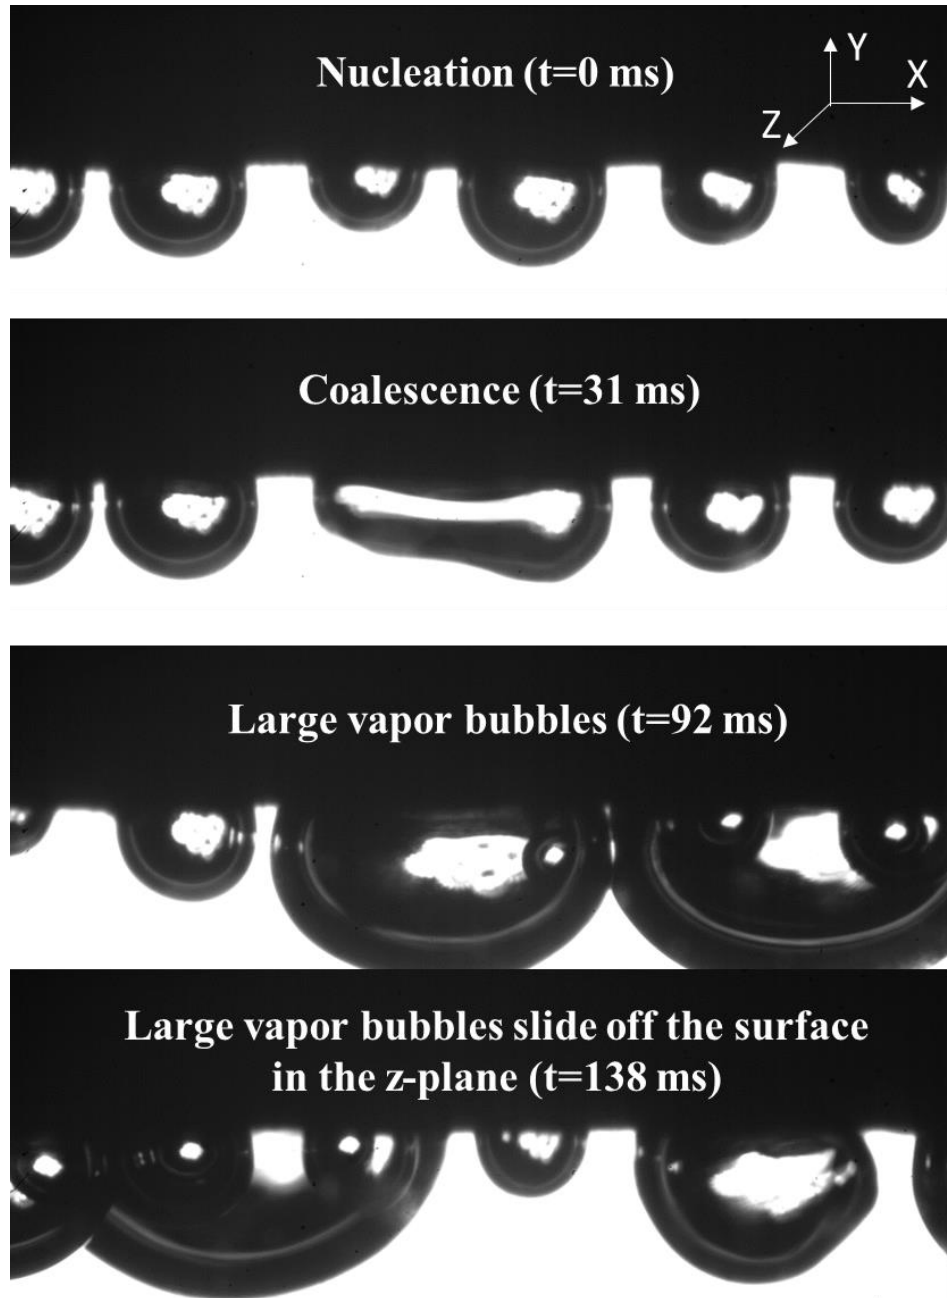 Nucleation (t=0 ms)
Y
X
Z
Coalescence (t=31 ms)
Large vapor bubbles (t=92 ms)
Large vapor bubbles slide off the surface
in the z-plane (t=138 ms)